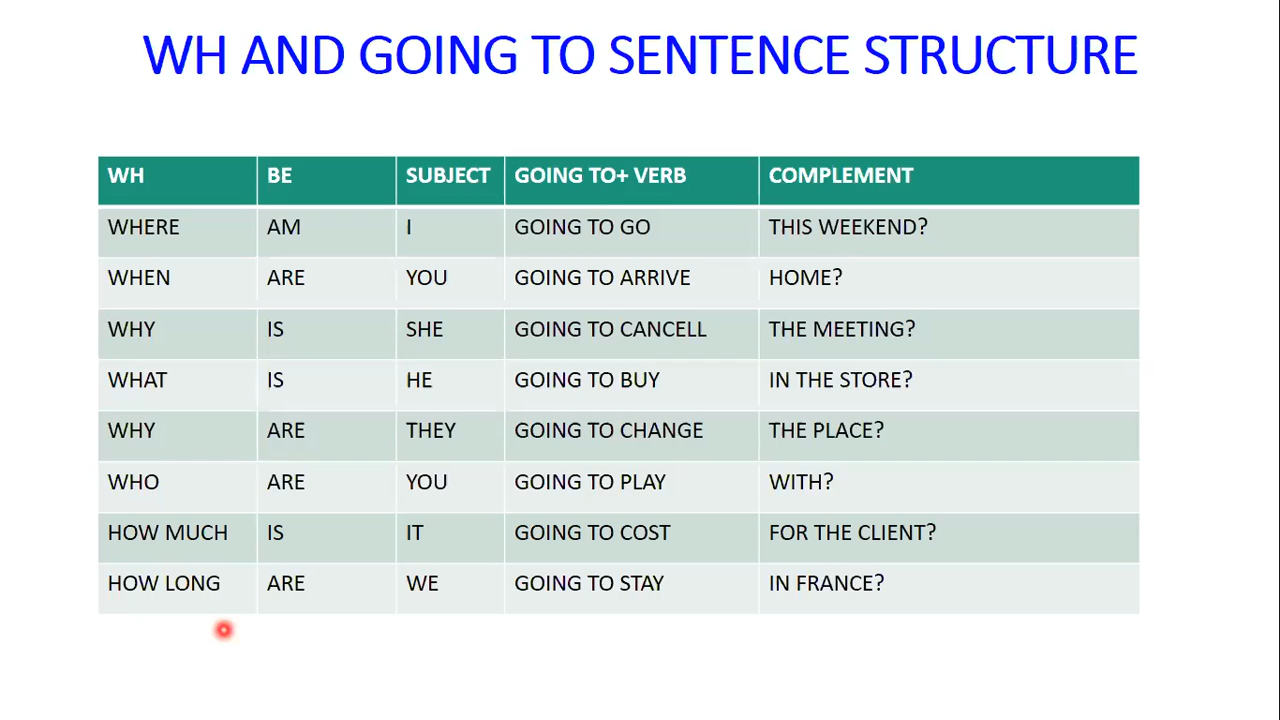 WH AND GOING TO SENTENCE STRUCTURE
WH BE SUBJECT GOING TO+ VERB COMPLEMENT
WHERE AM I GOING TO GO THIS WEEKEND?
WHEN ARE YOU GOING TO ARRIVE HOME?
WHY IS SHE GOING TO CANCELL THE MEETING?
WHAT IS HE GOING TO BUY IN THE STORE?
WHY ARE THEY GOING TO CHANGE THE PLACE?
WHO ARE YOU GOING TO PLAY WITH?
HOW MUCH IS IT GOING TO COST FOR THE CLIENT?
HOW LONG ARE WE GOING TO STAY IN FRANCE?